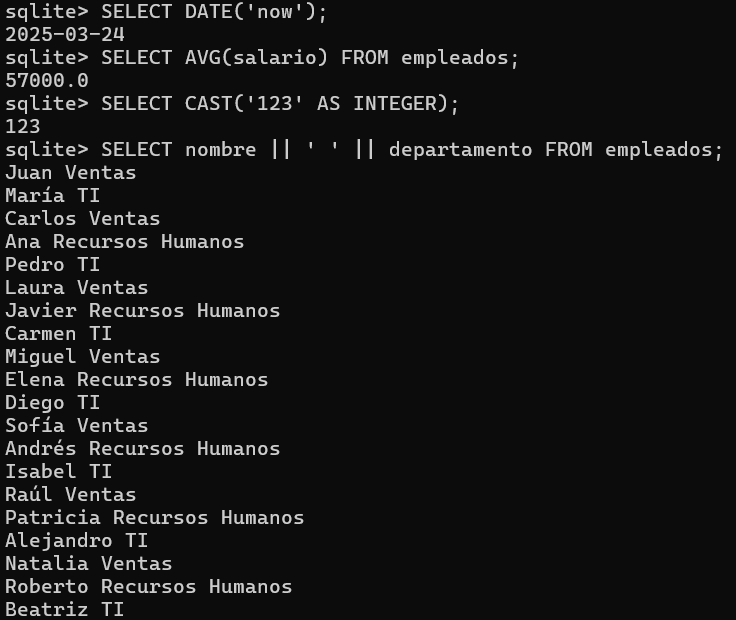 sqlite> SELECT DATE('now');
2025-03-24
sqlite> SELECT AVG(salario) FROM empleados;
57000.0
sqlite> SELECT CAST('123' AS INTEGER);
123
sqlite> SELECT nombre || ' ' || departamento FROM empleados;
Juan Ventas
María TI
Carlos Ventas
Ana Recursos Humanos
Pedro TI
Laura Ventas
Javier Recursos Humanos
Carmen TI
Miguel Ventas
Elena Recursos Humanos
Diego TI
Sofía Ventas
Andrés Recursos Humanos
Isabel TI
Raúl Ventas
Patricia Recursos Humanos
Alejandro TI
Natalia Ventas
Roberto Recursos Humanos
Beatriz TI